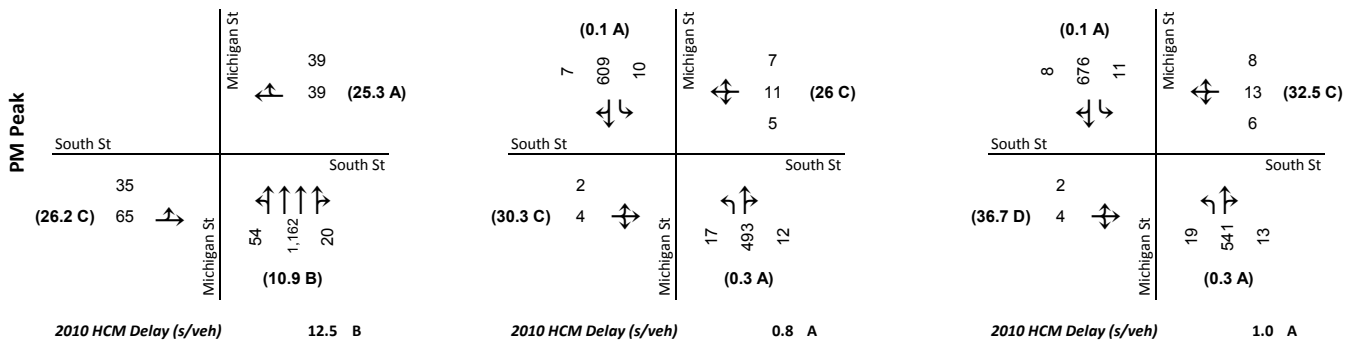 PM Peak
Michigan St
39
39 (25.3 A)
South St
South St
35
(26.2 C) 65
54 1,162 20
Michigan St
(10.9 B)
2010 HCM Delay (s/veh) 12.5 B
(0.1 A)
Michigan St
7 609 10
7
11 (26 C)
5
South St
South St
2
(30.3 C) 4
17 493 12
Michigan St
(0.3 A)
2010 HCM Delay (s/veh) 0.8 A
(0.1 A)
Michigan St
8 676 11
8
13 (32.5 C)
6
South St
South St
2
(36.7 D) 4
19 541 13
Michigan St
(0.3 A)
2010 HCM Delay (s/veh) 1.0 A